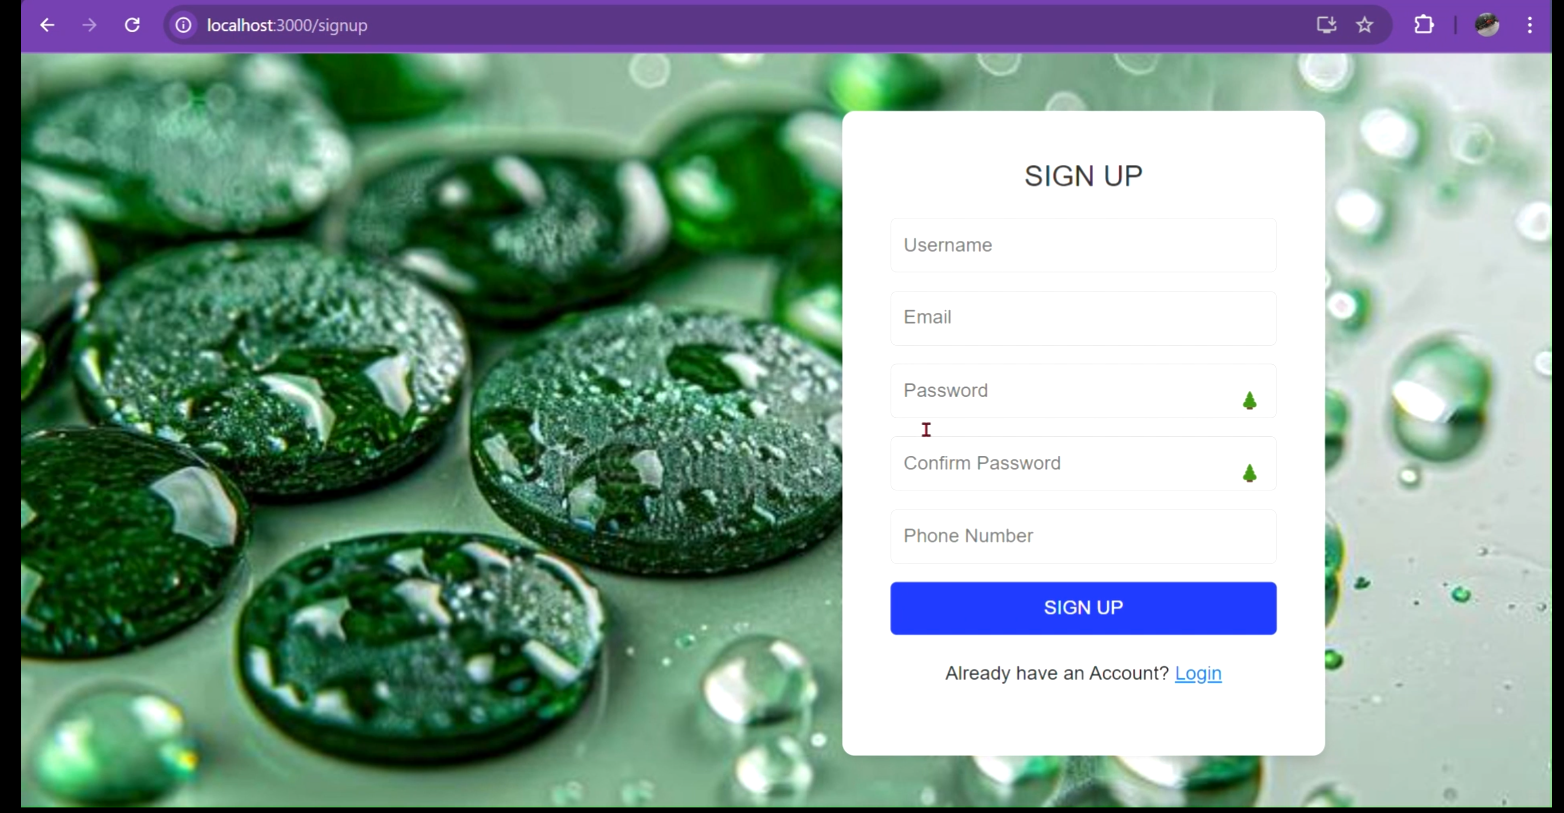 localhost:3000/signup
SIGN UP
Username
Email
Password
Confirm Password
Phone Number
SIGN UP
Already have an Account? Login